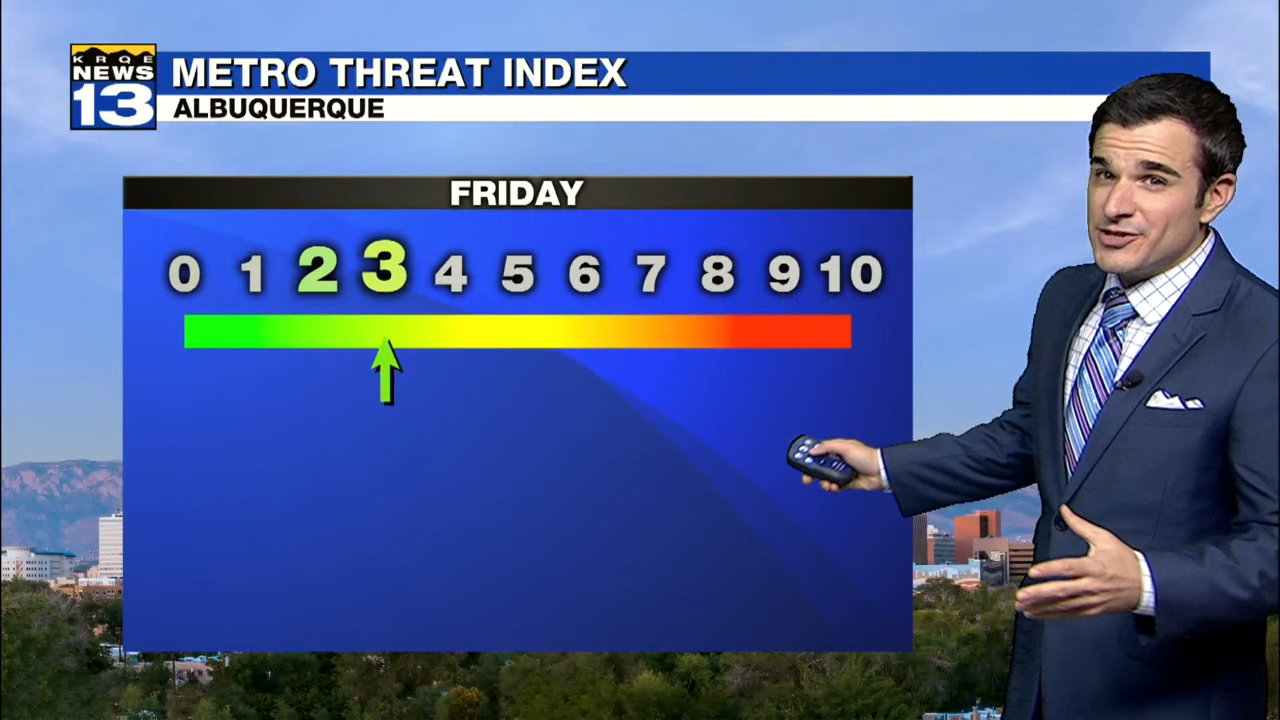 KRQE
NEWS
13
METRO THREAT INDEX
ALBUQUERQUE
FRIDAY
0 1 2 3 4 5 6 7 8 9 10